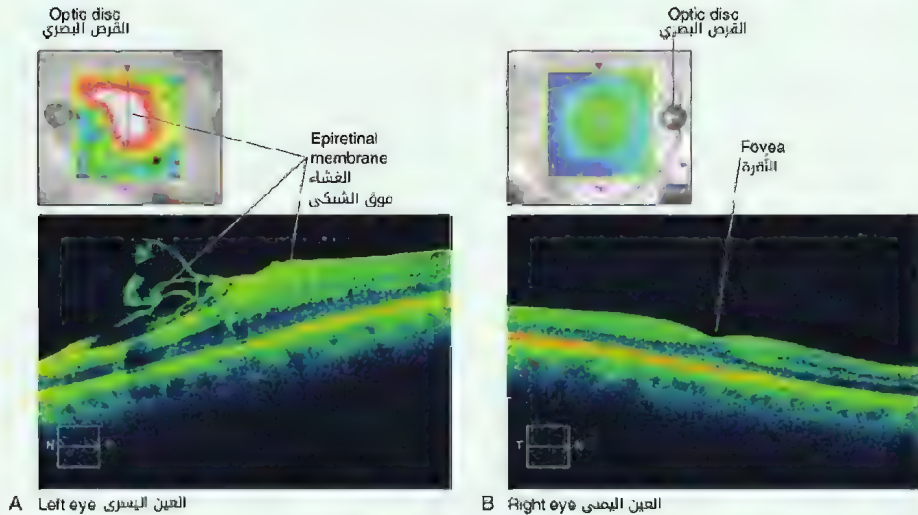 Optic disc
القرص البصري
Epiretinal
membrane
الغشاء
فوق الشبكي
N
A Left eye العين اليسرى
Optic disc
القرص البصري
Fovea
النُقرة
T
B Right eye العين اليمنى